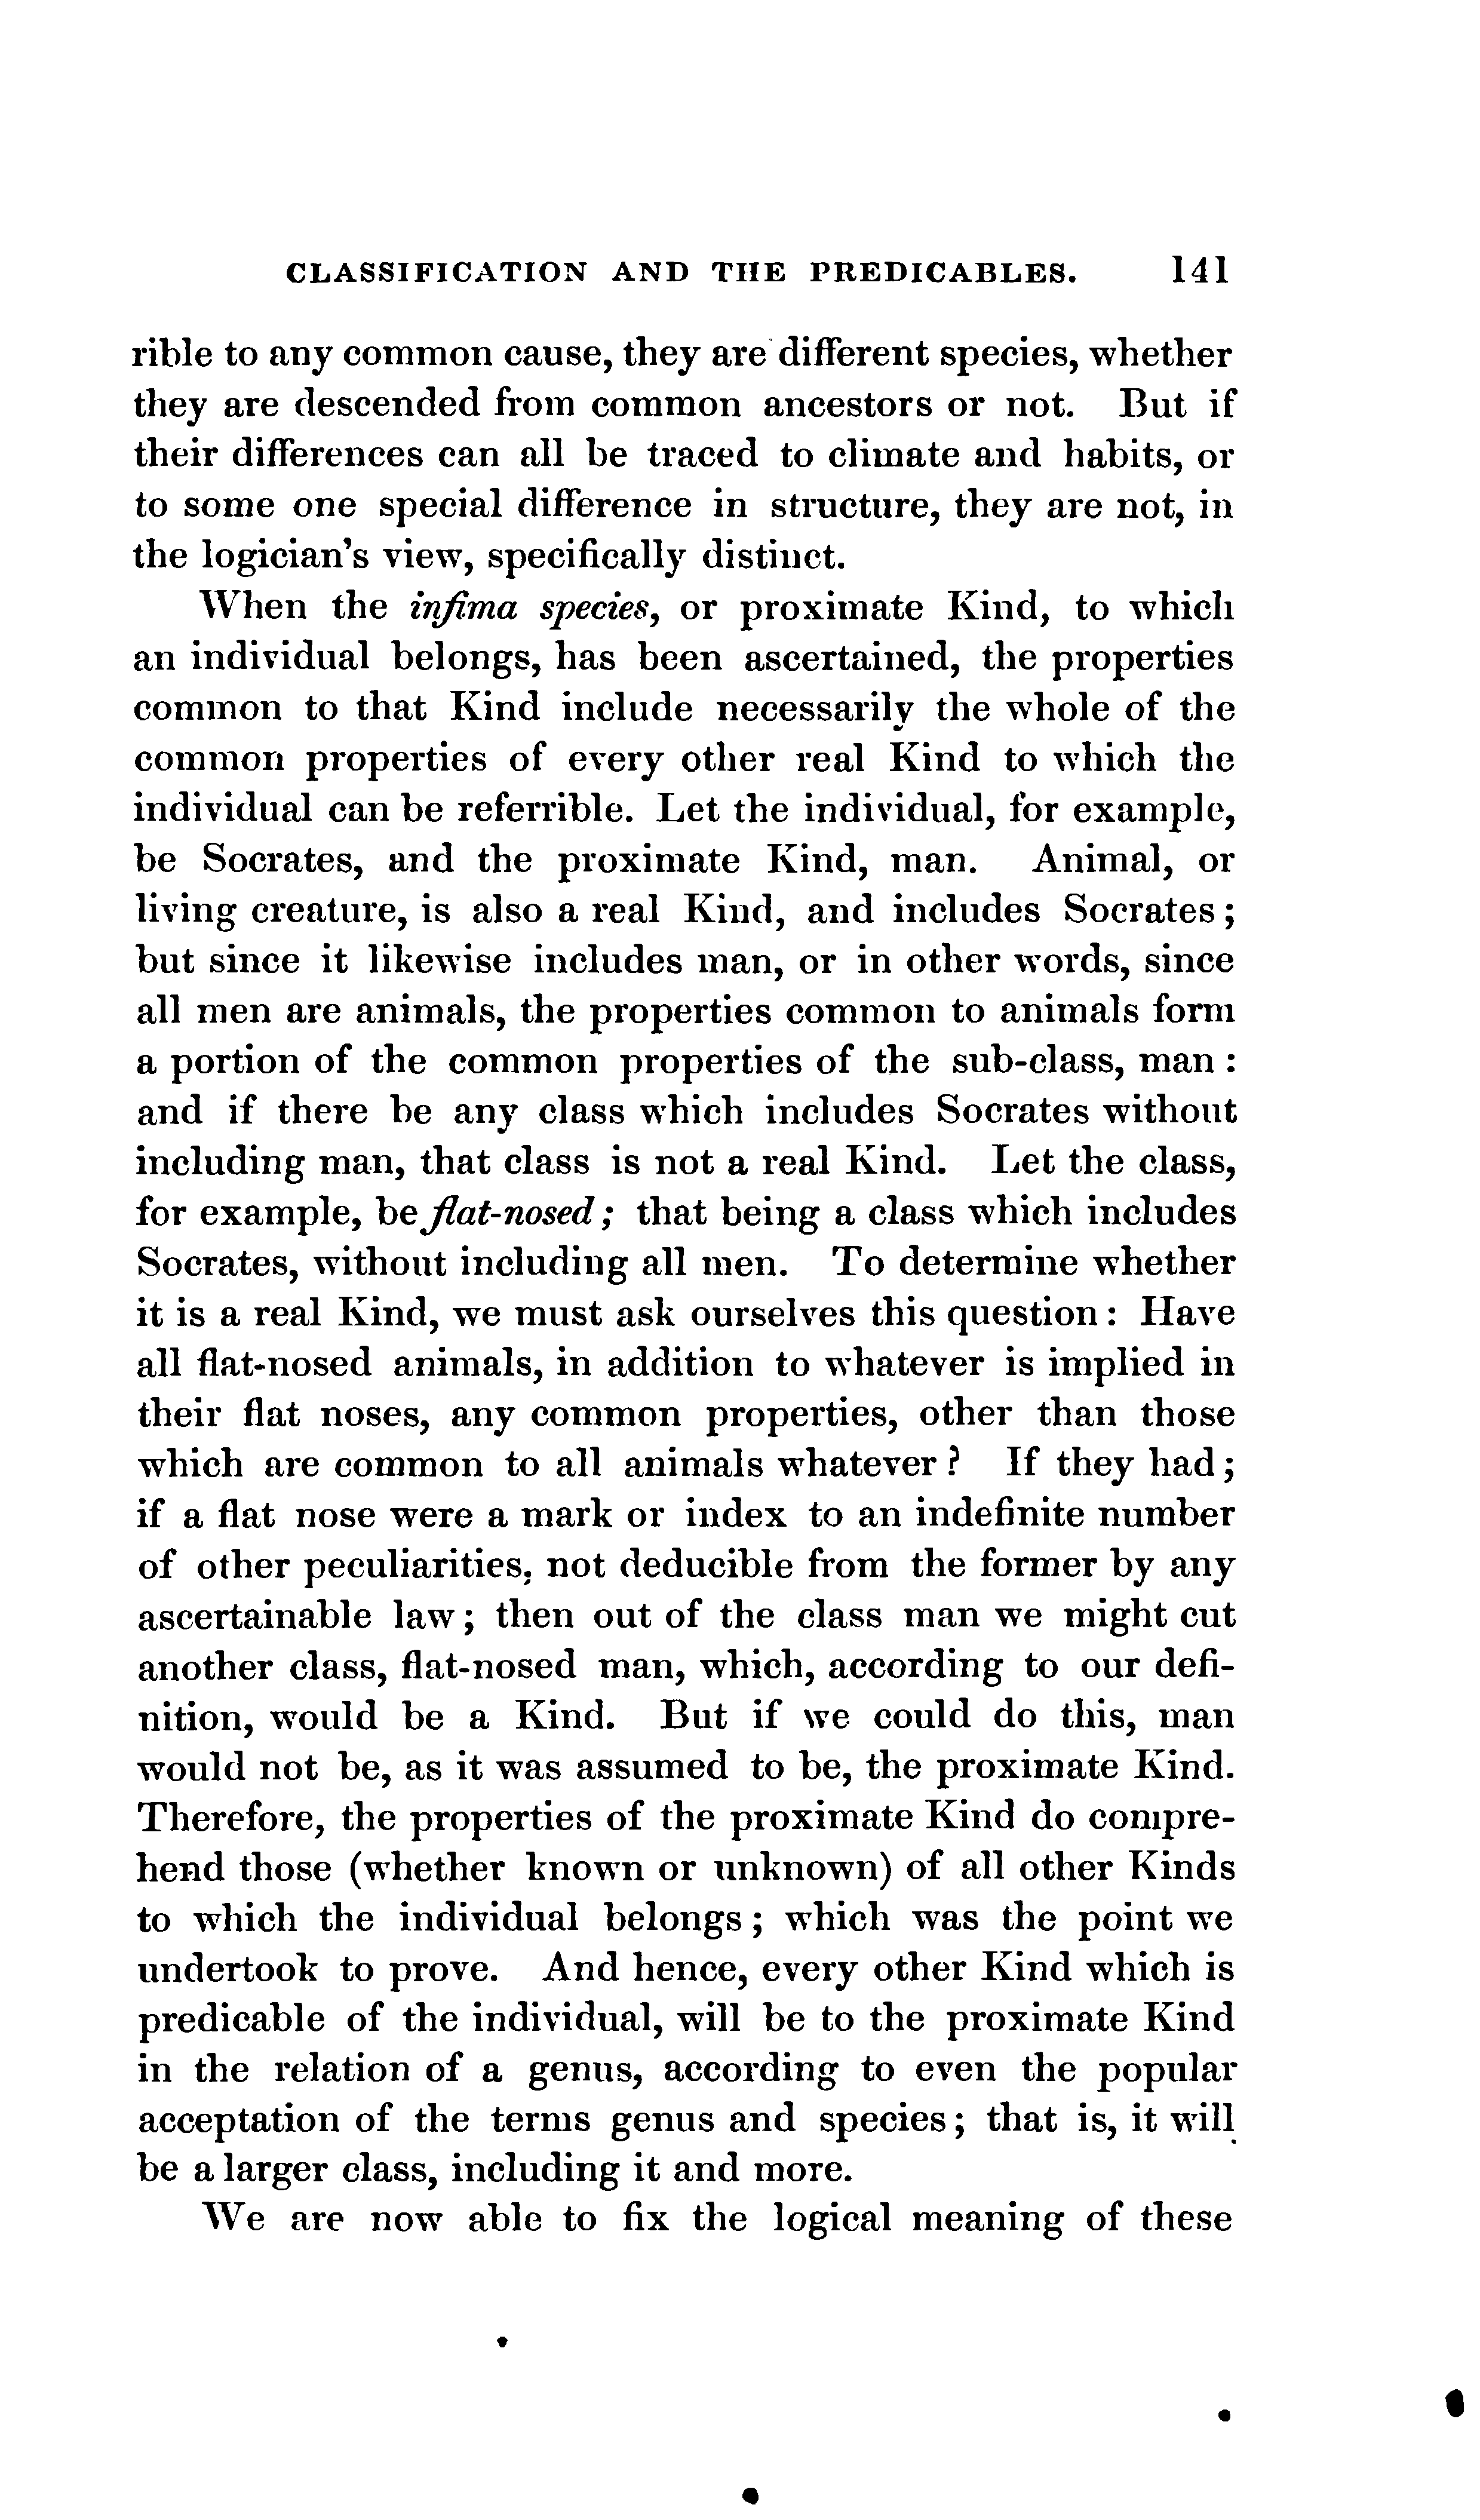 CLASSIFICATION AND THE PREDICABLES. 141
rible to any common cause, they are different species, whether
they are descended from common ancestors or not. But if
their differences can all be traced to climate and habits, or
to some one special difference in structure, they are not, in
the logician's view, specifically distinct.
When the infima species, or proximate Kind, to which
an individual belongs, has been ascertained, the properties
common to that Kind include necessarily the whole of the
common properties of every other real Kind to which the
individual can be referrible. Let the individual, for example,
be Socrates, and the proximate Kind, man. Animal, or
living creature, is also a real Kind, and includes Socrates;
but since it likewise includes man, or in other words, since
all men are animals, the properties common to animals form
a portion of the common properties of the sub-class, man:
and if there be any class which includes Socrates without
including man, that class is not a real Kind. Let the class,
for example, be flat-nosed; that being a class which includes
Socrates, without including all men. To determine whether
it is a real Kind, we must ask ourselves this question: Have
all flat-nosed animals, in addition to whatever is implied in
their flat noses, any common properties, other than those
which are common to all animals whatever? If they had;
if a flat nose were a mark or index to an indefinite number
of other peculiarities, not deducible from the former by any
ascertainable law; then out of the class man we might cut
another class, flat-nosed man, which, according to our defi-
nition, would be a Kind. But if we could do this, man
would not be, as it was assumed to be, the proximate Kind.
Therefore, the properties of the proximate Kind do compre-
hend those (whether known or unknown) of all other Kinds
to which the individual belongs; which was the point we
undertook to prove. And hence, every other Kind which is
predicable of the individual, will be to the proximate Kind
in the relation of a genus, according to even the popular
acceptation of the terms genus and species; that is, it will
be a larger class, including it and more.
We are now able to fix the logical meaning of these